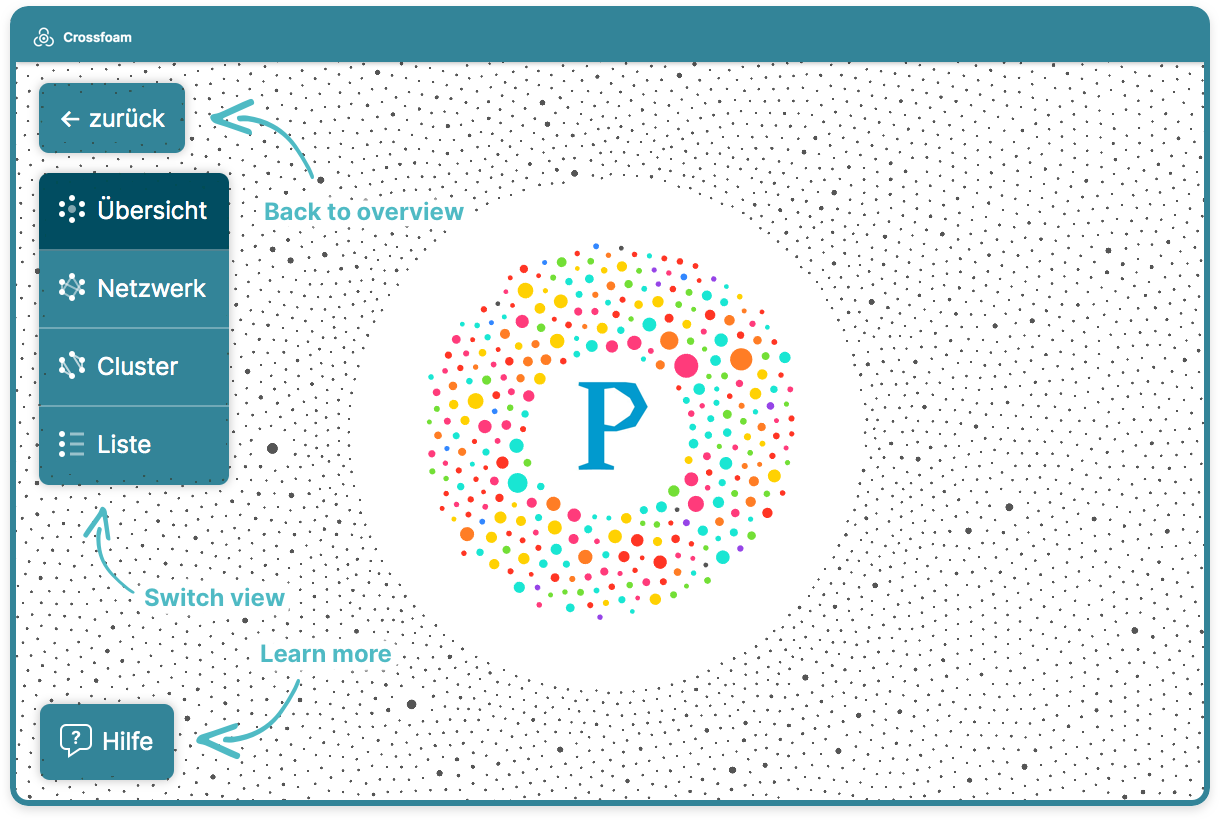 Crossfoam
← zurück
Back to overview
Übersicht
Netzwerk
Cluster
Liste
P
Switch view
Learn more
? Hilfe